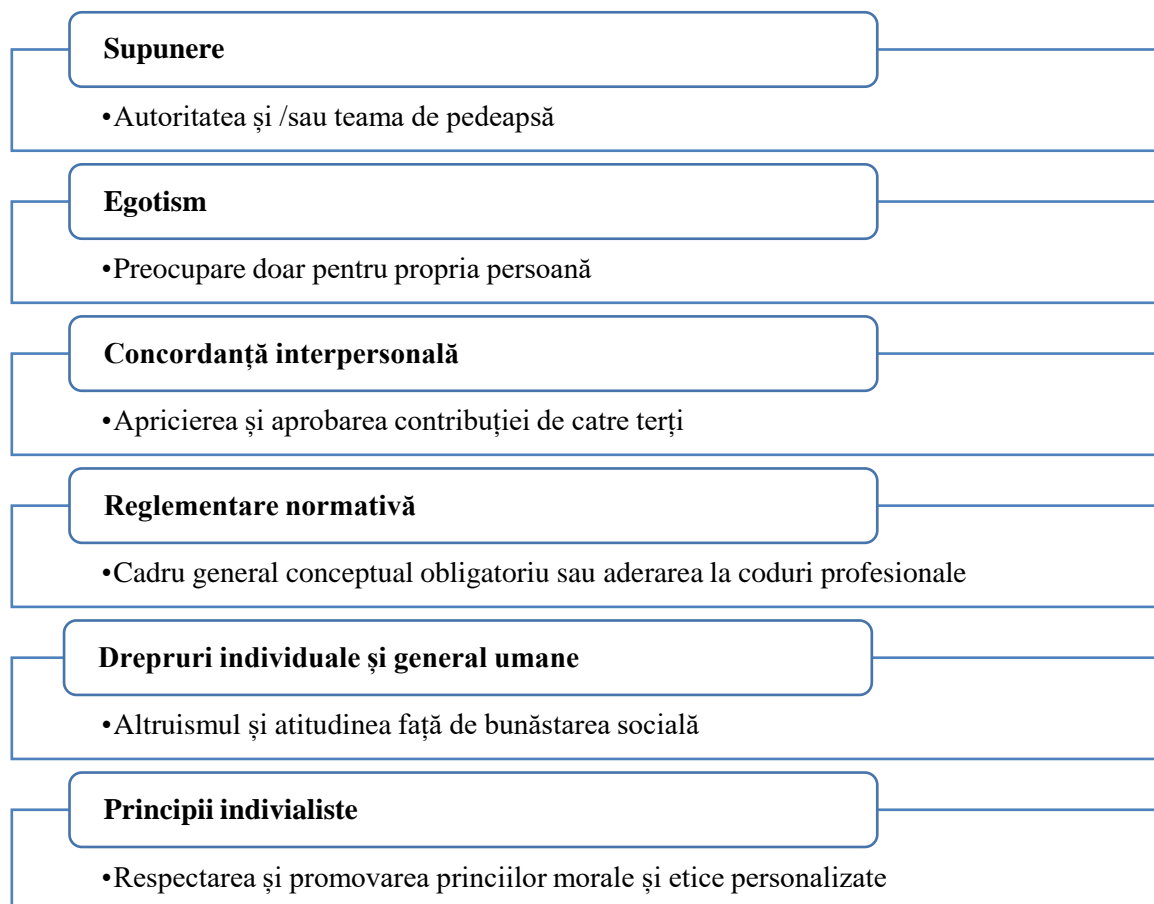 Supunere
•Autoritatea și /sau teama de pedeapsă
Egotism
•Preocupare doar pentru propria persoană
Concordanță interpersonală
•Apricierea și aprobarea contribuției de catre terți
Reglementare normativă
•Cadru general conceptual obligatoriu sau aderarea la coduri profesionale
Drepruri individuale și general umane
•Altruismul și atitudinea față de bunăstarea socială
Principii indivialiste
•Respectarea și promovarea princiilor morale și etice personalizate